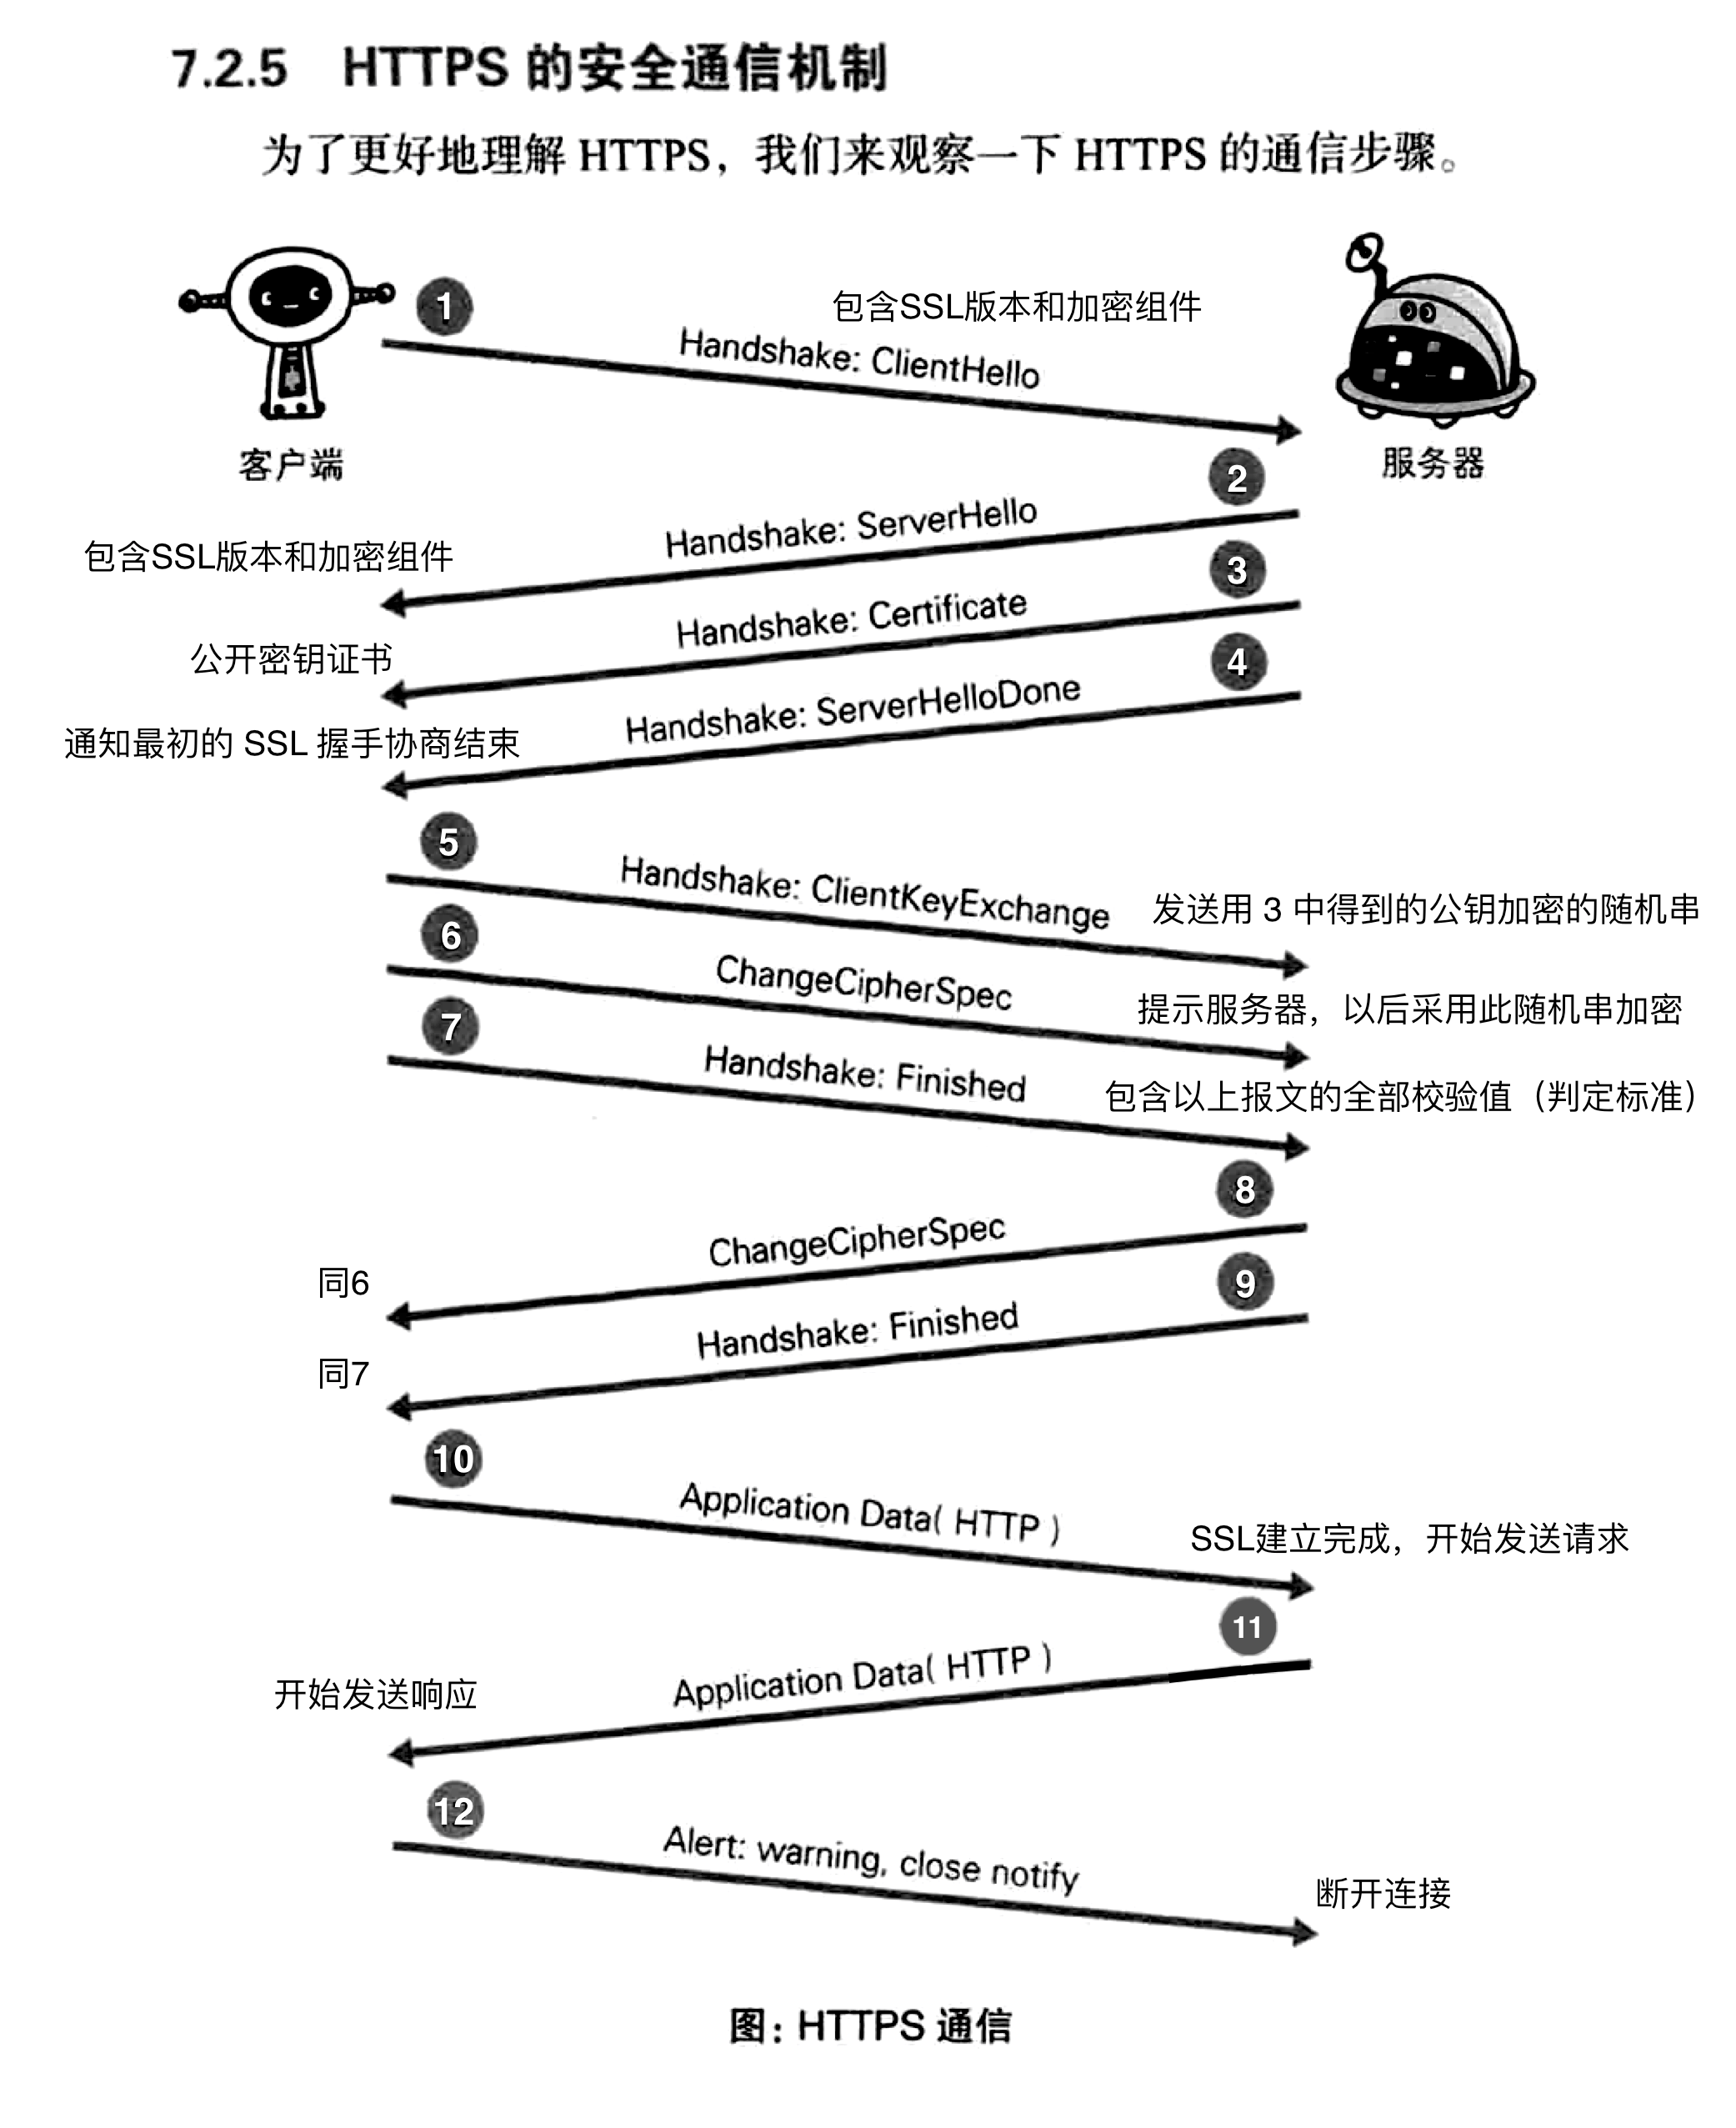 7.2.5 HTTPS 的安全通信机制
为了更好地理解 HTTPS，我们来观察一下 HTTPS 的通信步骤。
1
包含SSL版本和加密组件
Handshake: ClientHello
客户端
服务器
2
Handshake: ServerHello
包含SSL版本和加密组件
3
Handshake: Certificate
公开密钥证书
4
Handshake: ServerHelloDone
通知最初的 SSL 握手协商结束
5
Handshake: ClientKeyExchange
发送用 3 中得到的公钥加密的随机串
6
ChangeCipherSpec
提示服务器，以后采用此随机串加密
7
Handshake: Finished
包含以上报文的全部校验值（判定标准）
8
ChangeCipherSpec
同6
9
Handshake: Finished
同7
10
Application Data( HTTP )
SSL建立完成，开始发送请求
11
Application Data( HTTP )
开始发送响应
12
Alert: warning, close notify
断开连接
图：HTTPS 通信